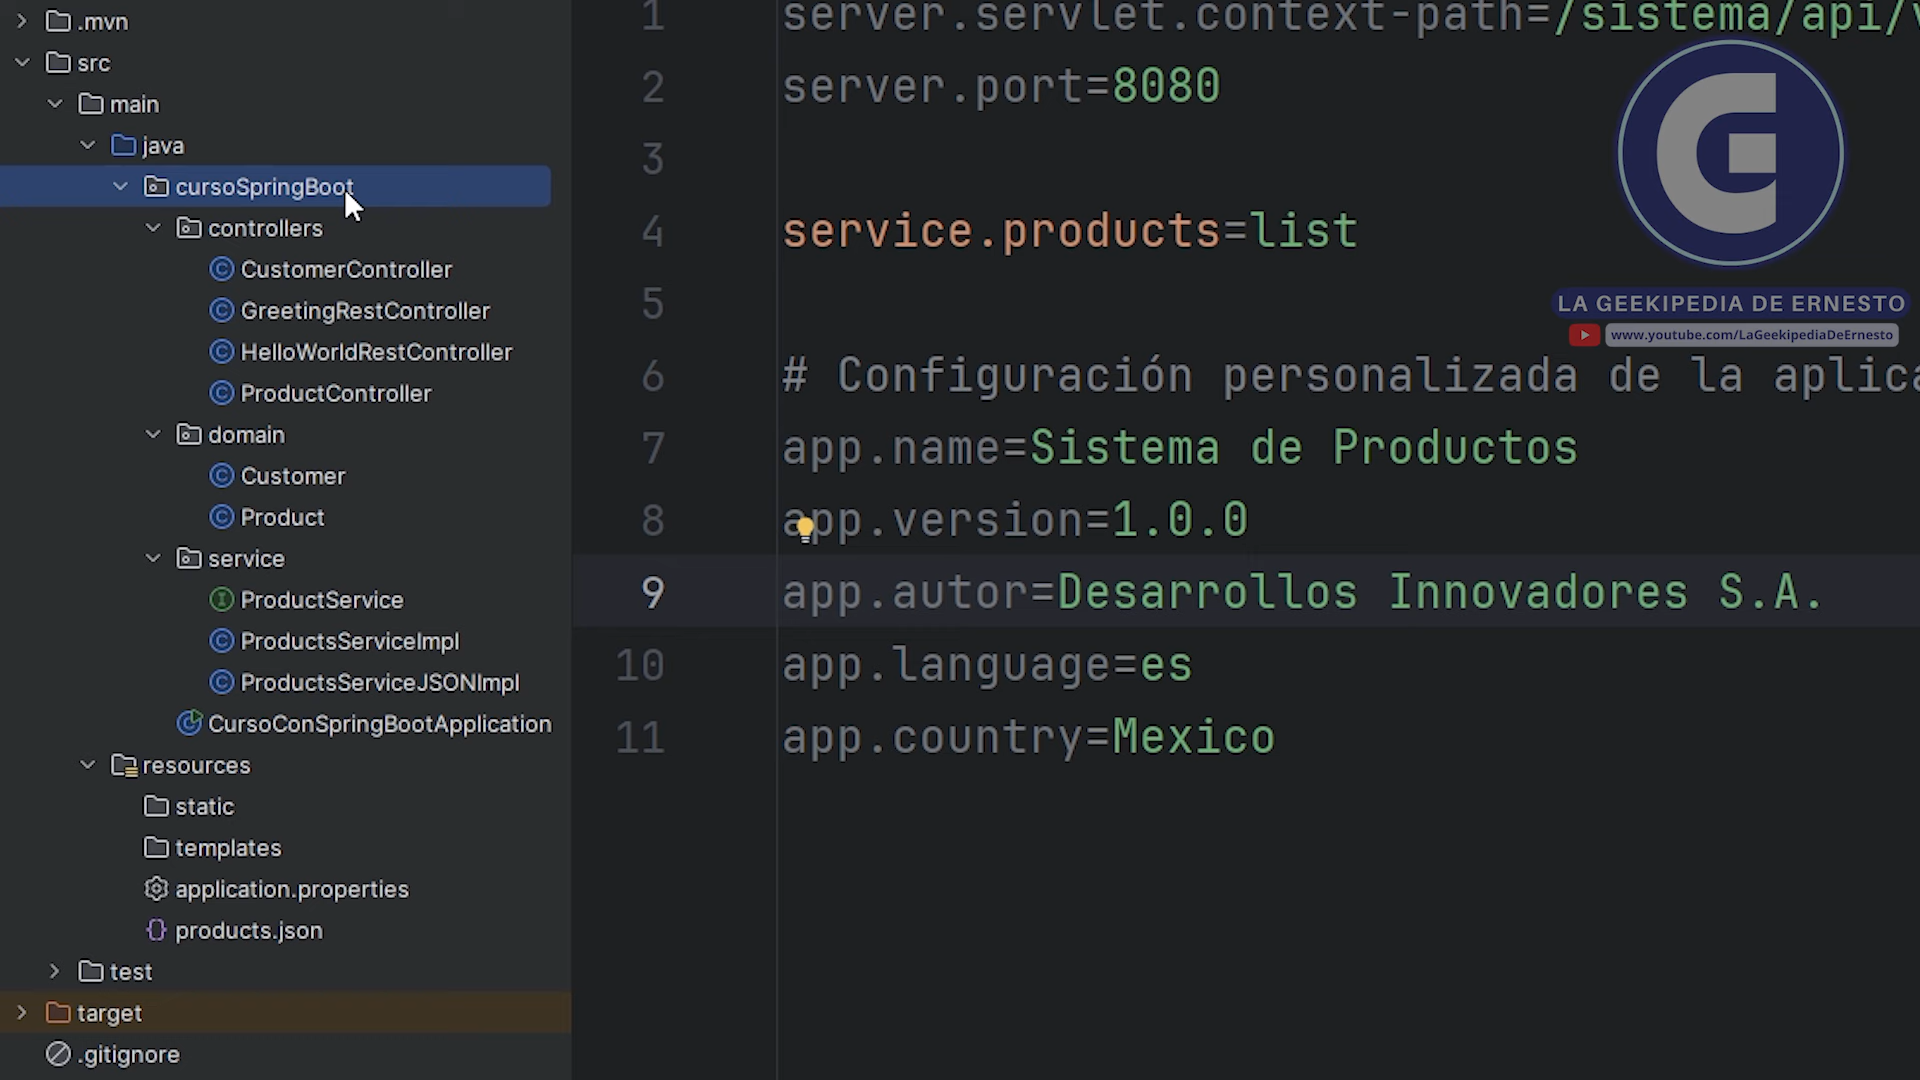 .mvn
src
main
java
cursoSpringBoot
controllers
CustomerController
GreetingRestController
HelloWorldRestController
ProductController
domain
Customer
Product
service
ProductService
ProductsServiceImpl
ProductsServiceJSONImpl
CursoConSpringBootApplication
resources
static
templates
application.properties
products.json
test
target
.gitignore
1 server.servlet.context-path=/sistema/api/v
2 server.port=8080
3
4 service.products=list
5
6 # Configuración personalizada de la aplica
7 app.name=Sistema de Productos
8 app.version=1.0.0
9 app.autor=Desarrollos Innovadores S.A.
10 app.language=es
11 app.country=Mexico
G
LA GEEKIPEDIA DE ERNESTO
www.youtube.com/LaGeekipediaDeErnesto